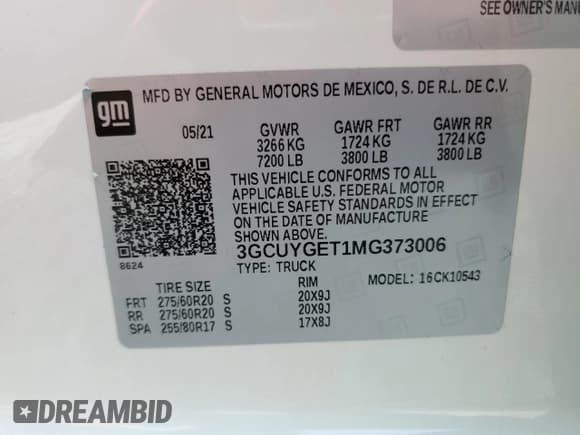 SEE OWNER'S MANU
gm
MFD BY GENERAL MOTORS DE MEXICO, S. DE R.L. DE C.V.
05/21 GVWR GAWR FRT GAWR RR
3266 KG 1724 KG 1724 KG
7200 LB 3800 LB 3800 LB
THIS VEHICLE CONFORMS TO ALL
APPLICABLE U.S. FEDERAL MOTOR
VEHICLE SAFETY STANDARDS IN EFFECT
ON THE DATE OF MANUFACTURE
SHOWN ABOVE.
3GCUYGET1MG373006
8624
TYPE: TRUCK MODEL: 16CK10543
TIRE SIZE RIM
FRT 275/60R20 S 20X9J
RR 275/60R20 S 20X9J
SPA 255/80R17 S 17X8J
DREAMBID